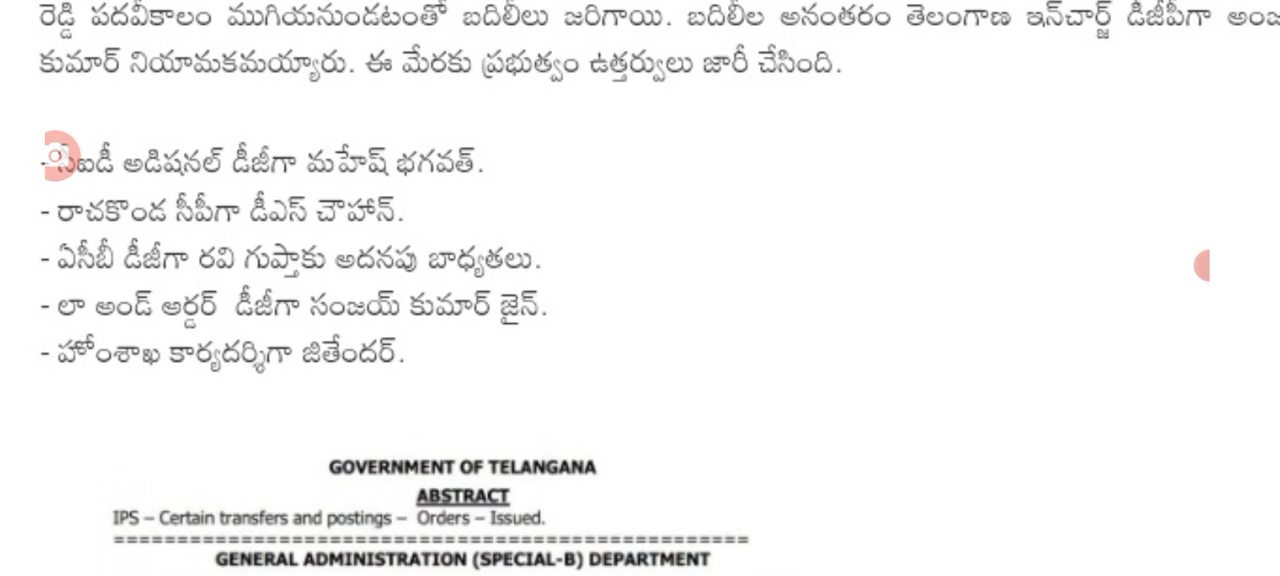 రెడ్డి పదవీకాలం ముగియనుండటంతో బదిలీలు జరిగాయి. బదిలీల అనంతరం తెలంగాణ ఇన్‌చార్జ్ డీజీపీగా
కుమార్ నియామకమయ్యారు. ఈ మేరకు ప్రభుత్వం ఉత్తర్వులు జారీ చేసింది.
- సీఐడీ అడిషనల్ డీజీగా మహేష్ భగవత్.
- రాచకొండ సీపీగా డీఎస్ చౌహాన్.
- ఏసీబీ డీజీగా రవి గుప్తాకు అదనపు బాధ్యతలు.
- లా అండ్ ఆర్డర్ డీజీగా సంజయ్ కుమార్ జైన్.
- హోంశాఖ కార్యదర్శిగా జితేందర్.
GOVERNMENT OF TELANGANA
ABSTRACT
IPS – Certain transfers and postings – Orders – Issued.
==================================================
GENERAL ADMINISTRATION (SPECIAL-B) DEPARTMENT